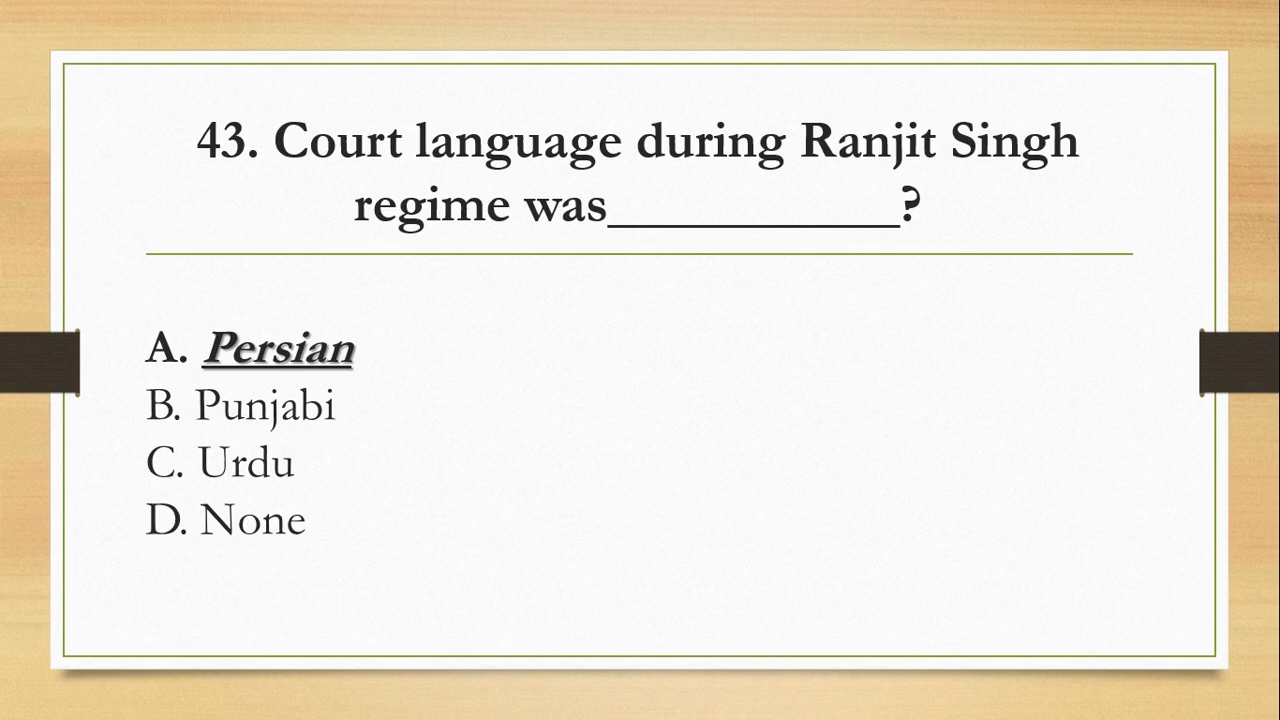 43. Court language during Ranjit Singh
regime was___________?
A. Persian
B. Punjabi
C. Urdu
D. None